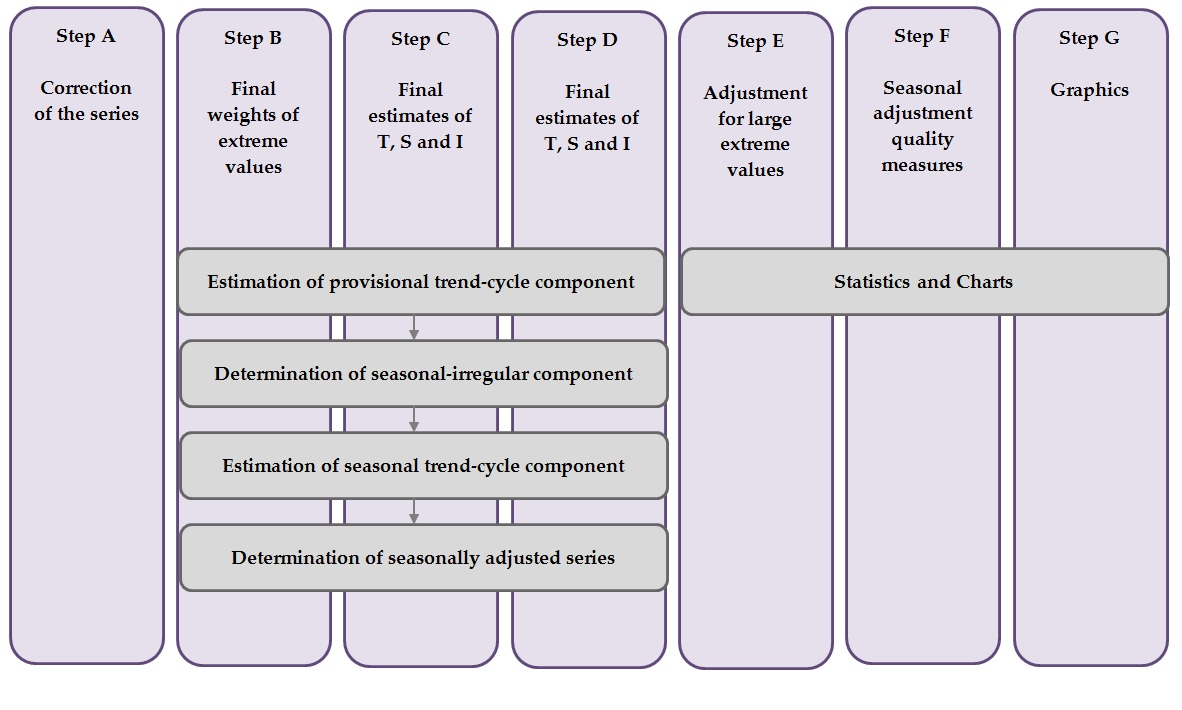 Step A
Correction
of the series
Step B
Final
weights of
extreme
values
Step C
Final
estimates of
T, S and I
Step D
Final
estimates of
T, S and I
Step E
Adjustment
for large
extreme
values
Step F
Seasonal
adjustment
quality
measures
Step G
Graphics
Estimation of provisional trend-cycle component
Statistics and Charts
Determination of seasonal-irregular component
Estimation of seasonal trend-cycle component
Determination of seasonally adjusted series